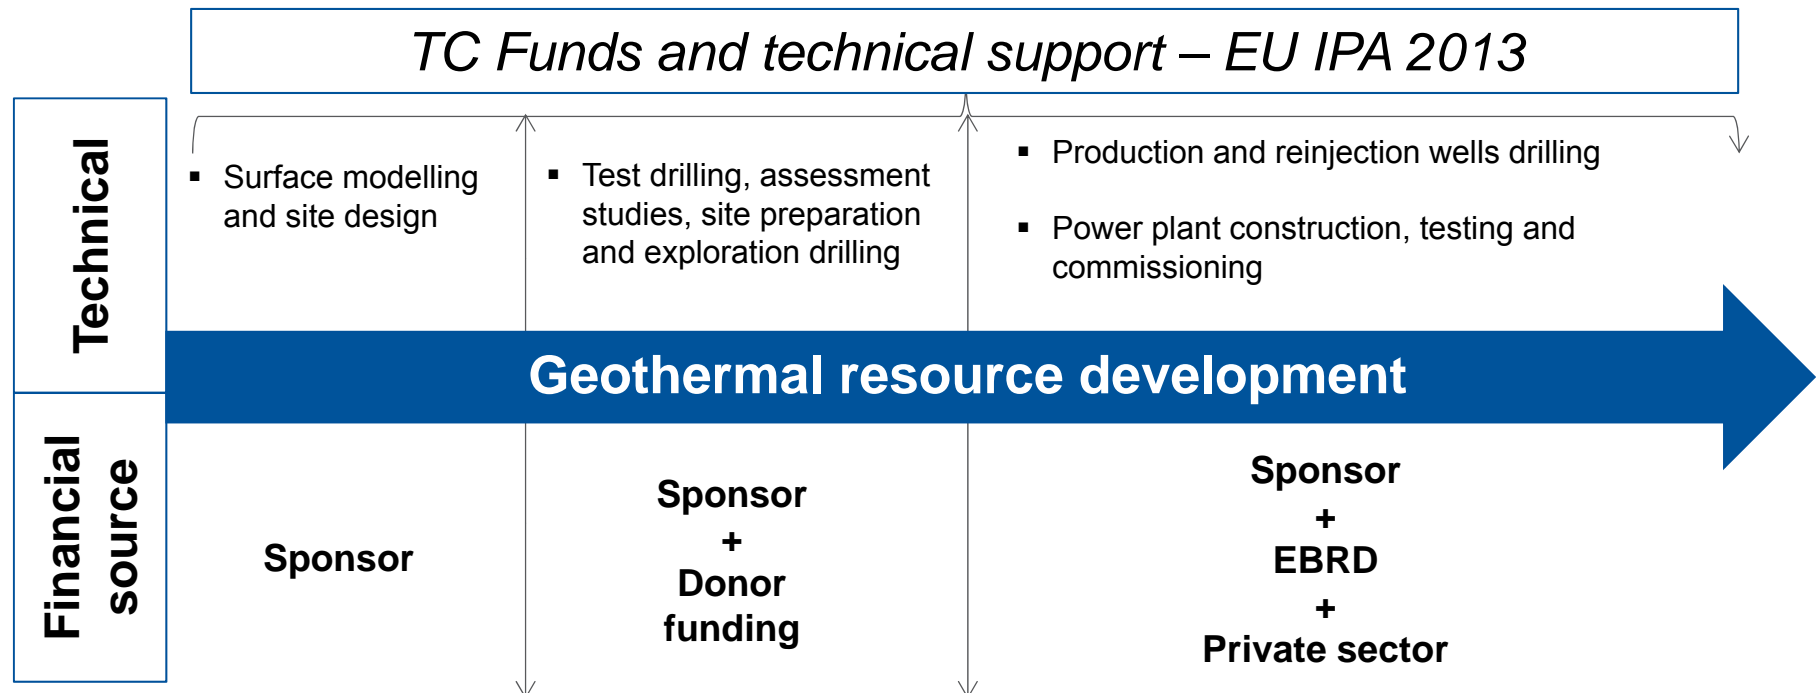 TC Funds and technical support – EU IPA 2013
Technical
▪ Surface modelling
and site design
▪ Test drilling, assessment
studies, site preparation
and exploration drilling
▪ Production and reinjection wells drilling
▪ Power plant construction, testing and
commissioning
Geothermal resource development
Financial
source
Sponsor
Sponsor
+
Donor
funding
Sponsor
+
EBRD
+
Private sector